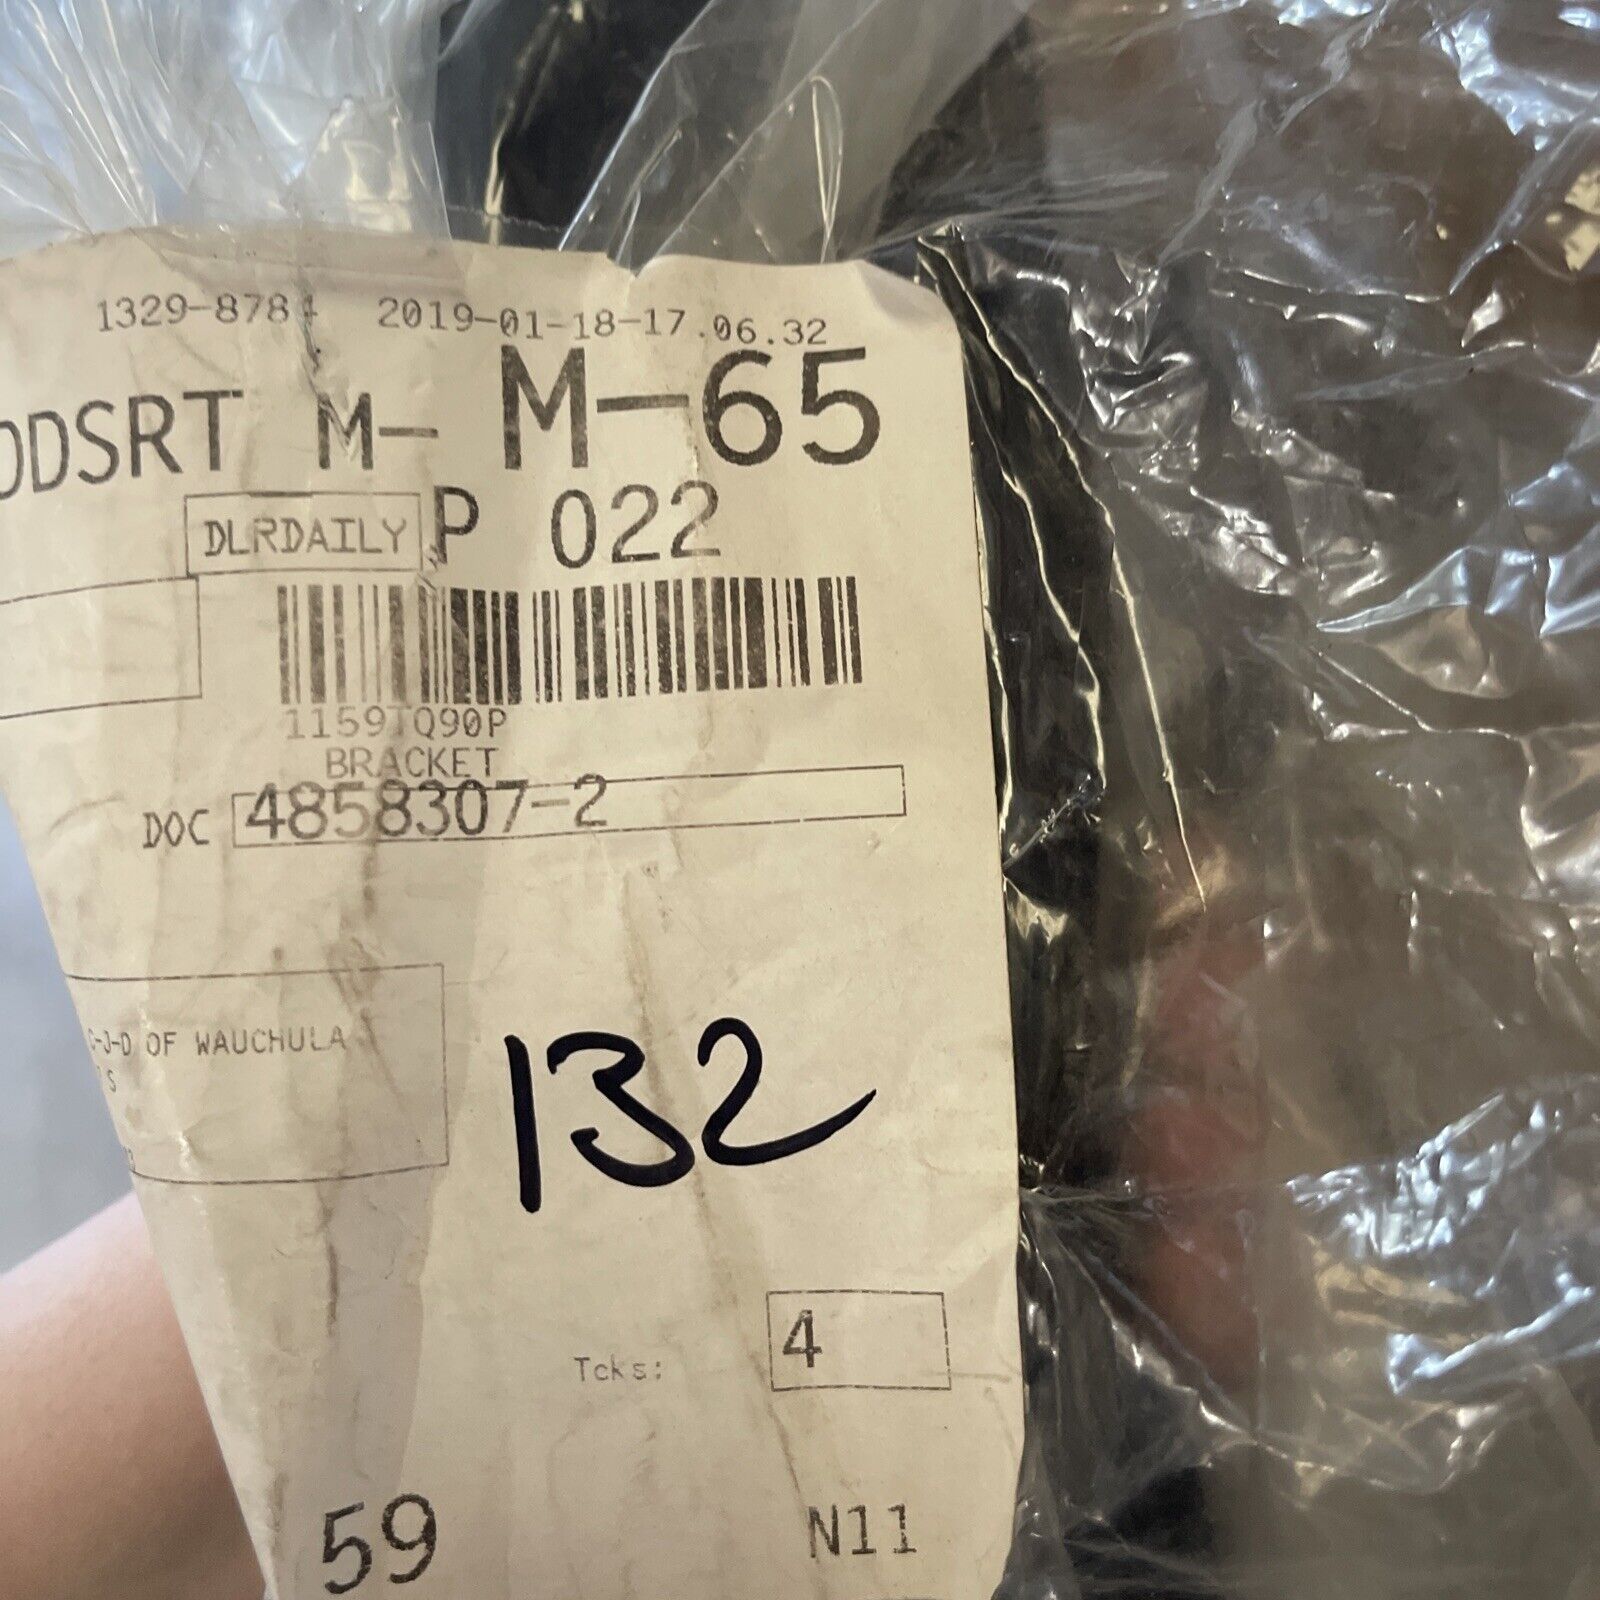 1329-8784 2019-01-18-17.06.32
ODSRT M- M-65
DLRDAILY P 022
1159TQ90P
BRACKET
DOC 4858307-2
C-J-D OF WAUCHULA
S
132
Tcks: 4
59 N11